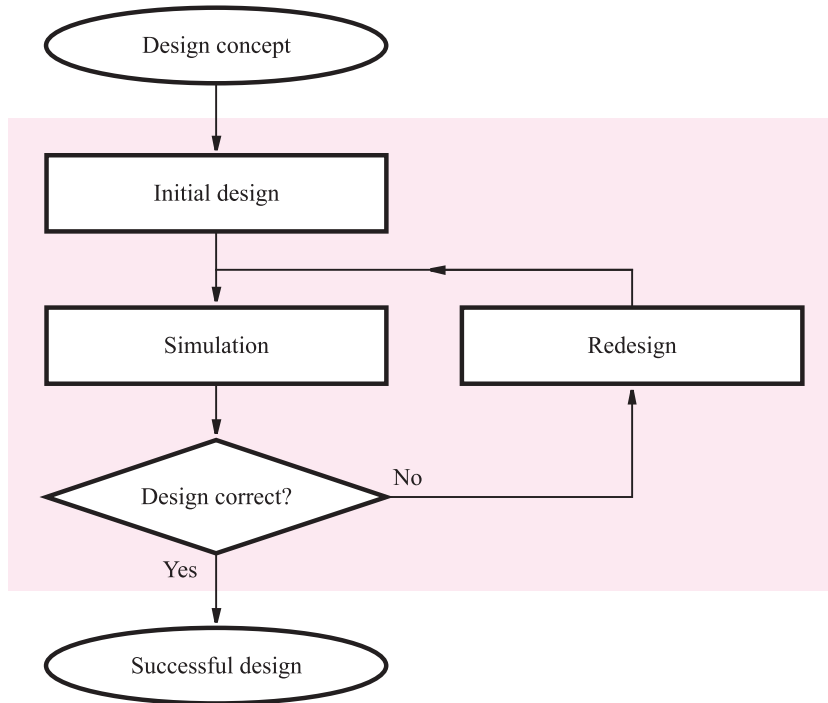 Design concept
Initial design
Simulation
Redesign
Design correct?
No
Yes
Successful design